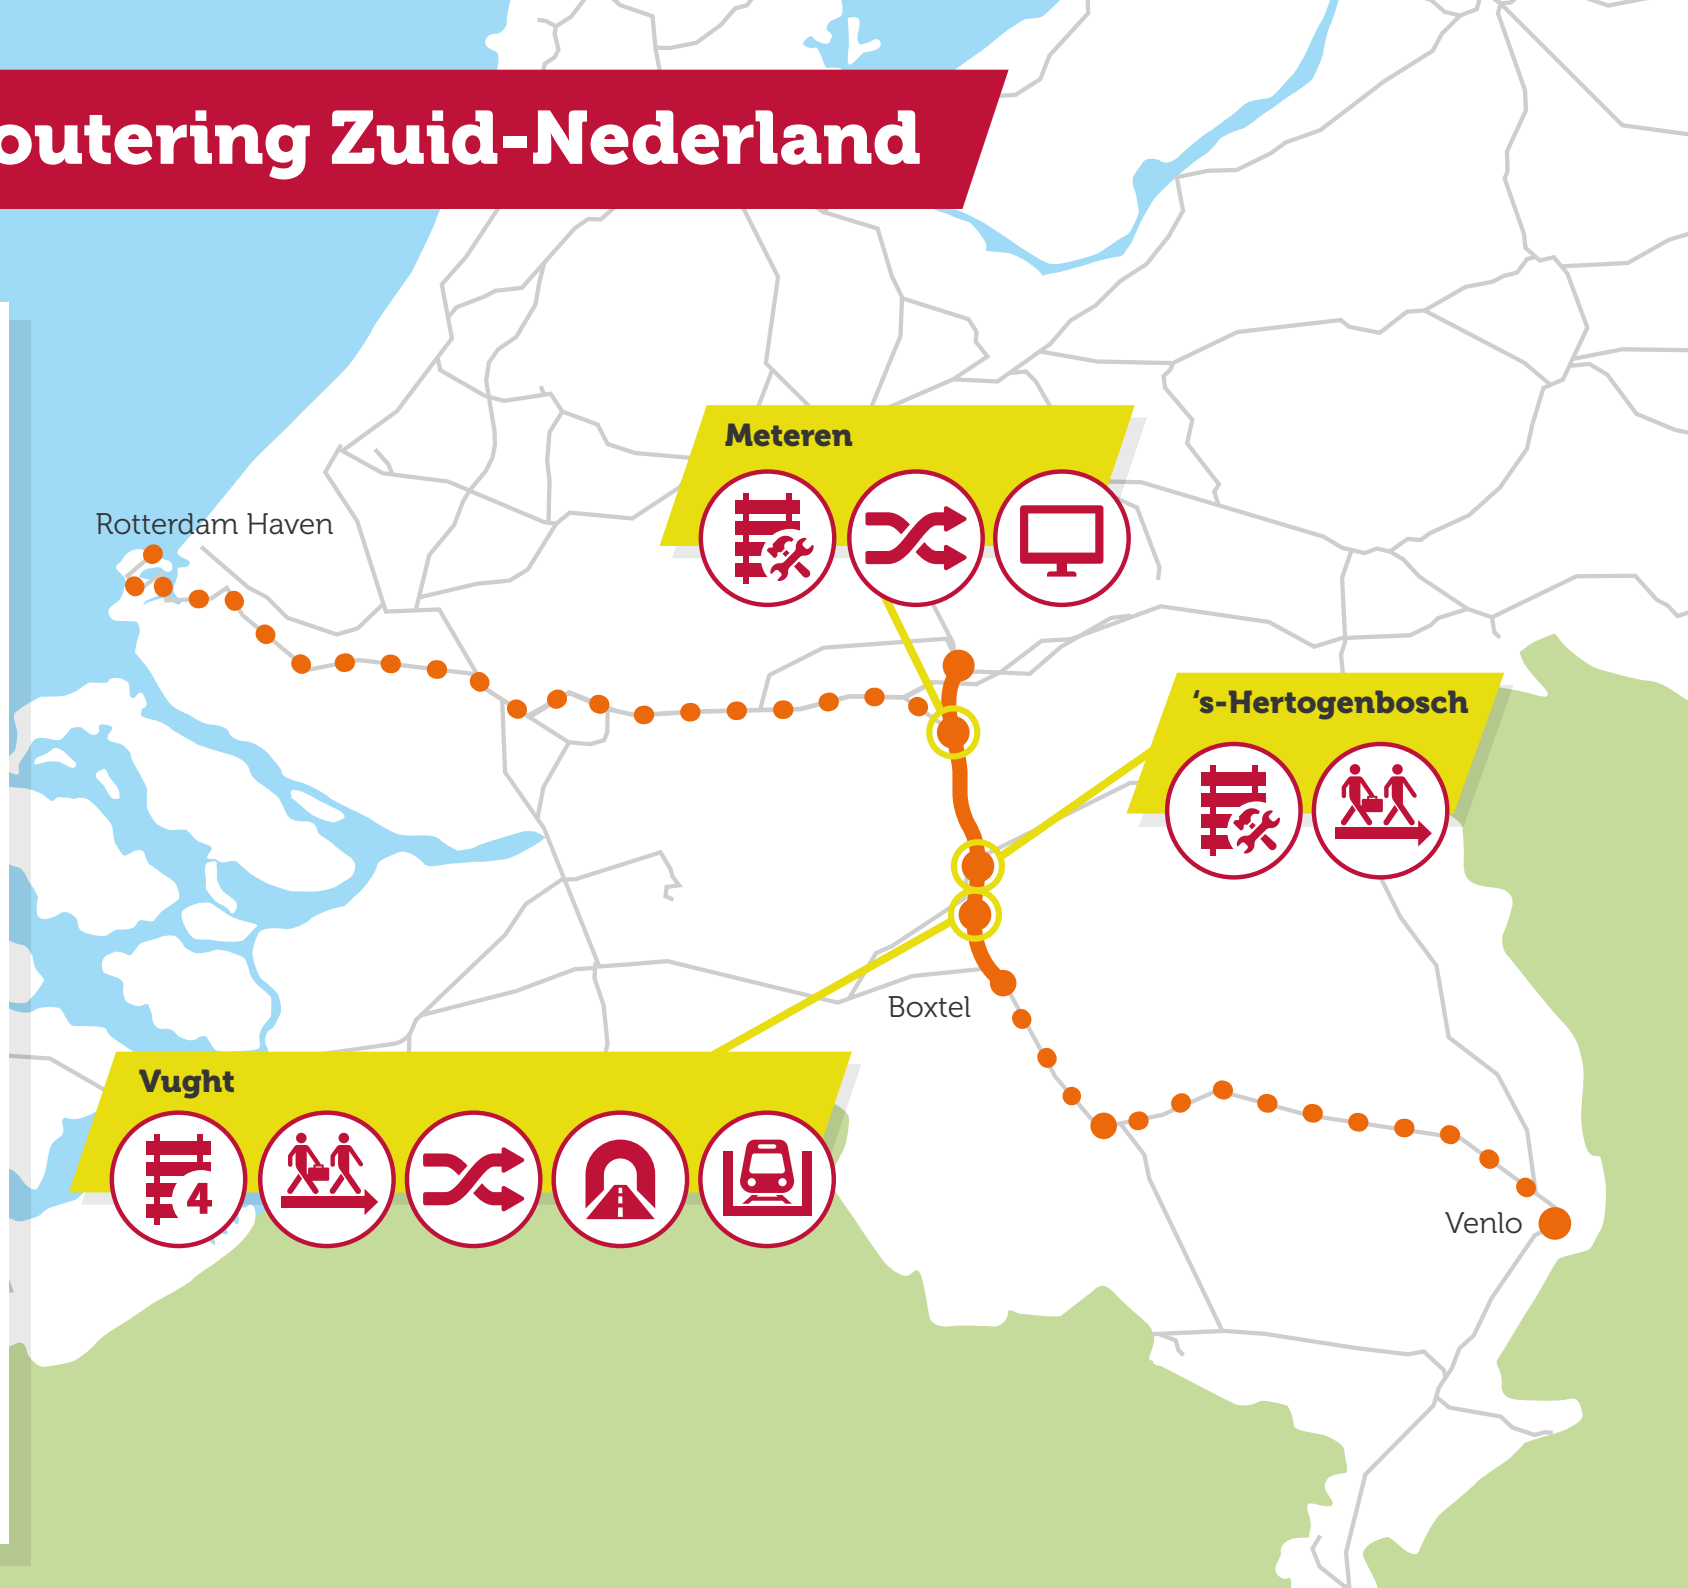 outering Zuid-Nederland
Meteren
Rotterdam Haven
‘s-Hertogenbosch
Boxtel
Vught
4
Venlo